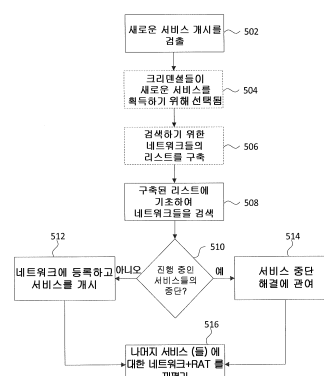 새로운 서비스 개시를
검출
502
크리덴셜들이
새로운 서비스를
획득하기 위해 선택됨
504
검색하기 위한
네트워크들의
리스트를 구축
506
구축된 리스트에
기초하여
네트워크들을 검색
508
510
진행 중인
서비스들의
중단?
아니오
예
512
네트워크에 등록하고
서비스를 개시
514
서비스 중단
해결에 관여
516
나머지 서비스 (들) 에
대한 네트워크+RAT 를